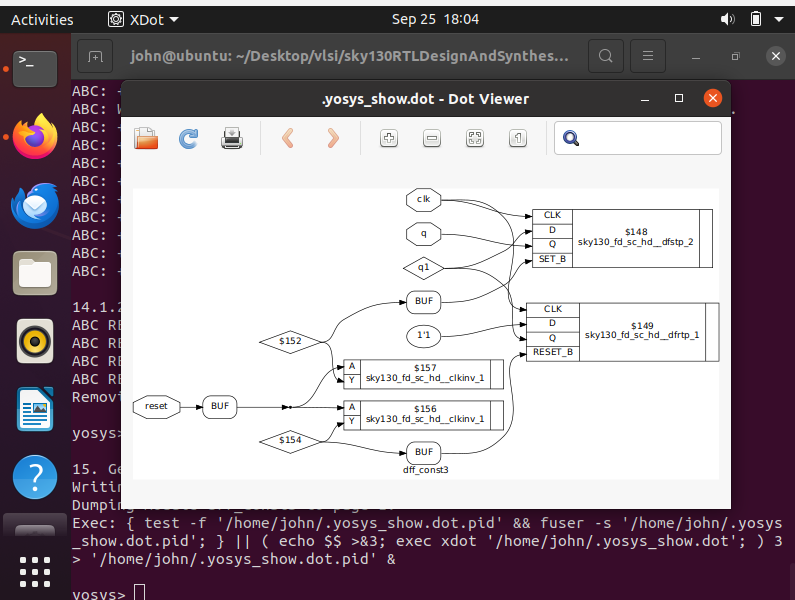 Activities XDot Sep 25 18:04
john@ubuntu: ~/Desktop/vlsi/sky130RTLDesignAndSynthes...
ABC: +
ABC: W
ABC: +
ABC: +
ABC: +
ABC: +
ABC: +
ABC: +
ABC: +
ABC: +
ABC: +
14.1.2
ABC RE
ABC RE
ABC RE
ABC RE
Removi
yosys>
15. Ge
Writin
.yosys_show.dot - Dot Viewer
clk
q
q1
BUF
1'1
$152
reset
BUF
$154
BUF
dff_const3
CLK
D
Q
SET_B
$148
sky130_fd_sc_hd__dfstp_2
CLK
D
Q
RESET_B
$149
sky130_fd_sc_hd__dfrtp_1
A
Y
$157
sky130_fd_sc_hd__clkinv_1
A
Y
$156
sky130_fd_sc_hd__clkinv_1
Exec: { test -f '/home/john/.yosys_show.dot.pid' && fuser -s '/home/john/.yosys
_show.dot.pid'; } || ( echo $$ >&3; exec xdot '/home/john/.yosys_show.dot'; ) 3
> '/home/john/.yosys_show.dot.pid' &
yosys>